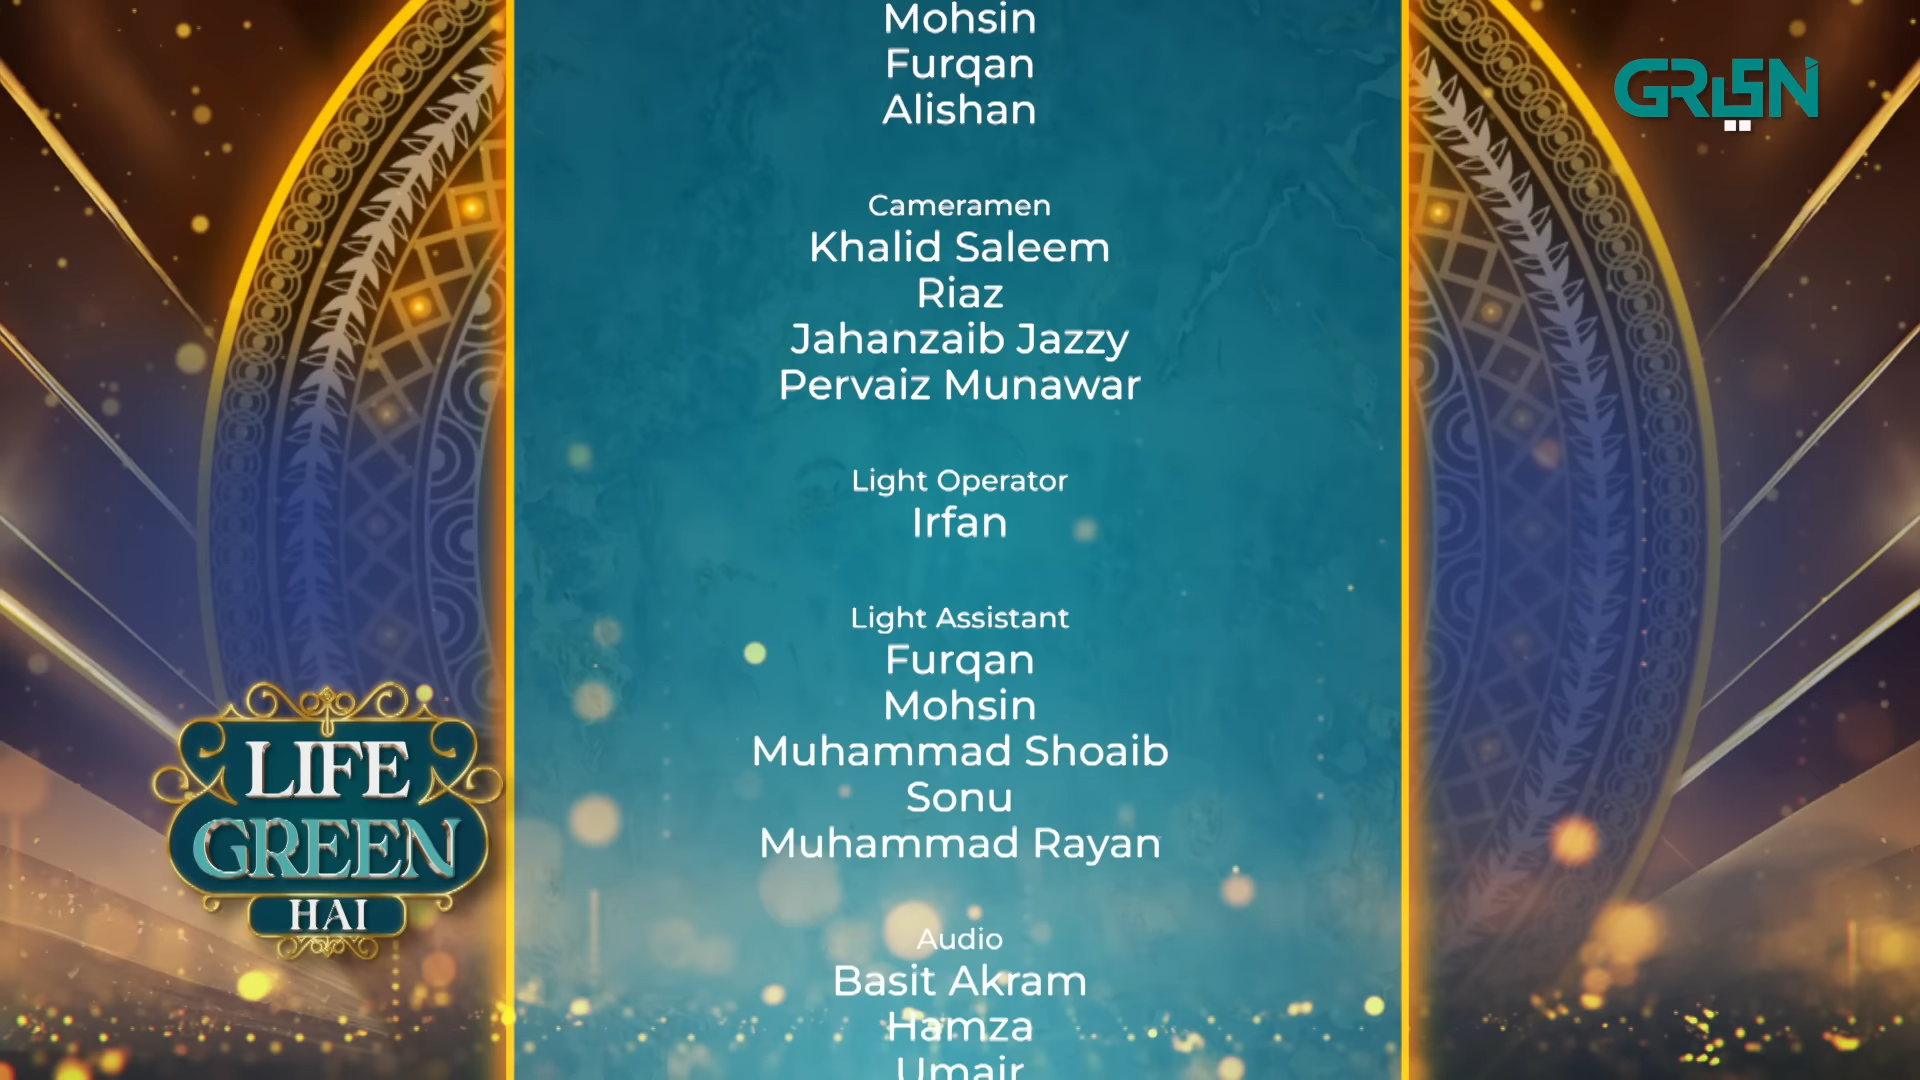 Mohsin
Furqan
Alishan
GREEN
Cameramen
Khalid Saleem
Riaz
Jahanzaib Jazzy
Pervaiz Munawar
Light Operator
Irfan
Light Assistant
Furqan
Mohsin
Muhammad Shoaib
Sonu
Muhammad Rayan
LIFE
GREEN
HAI
Audio
Basit Akram
Hamza
Umair